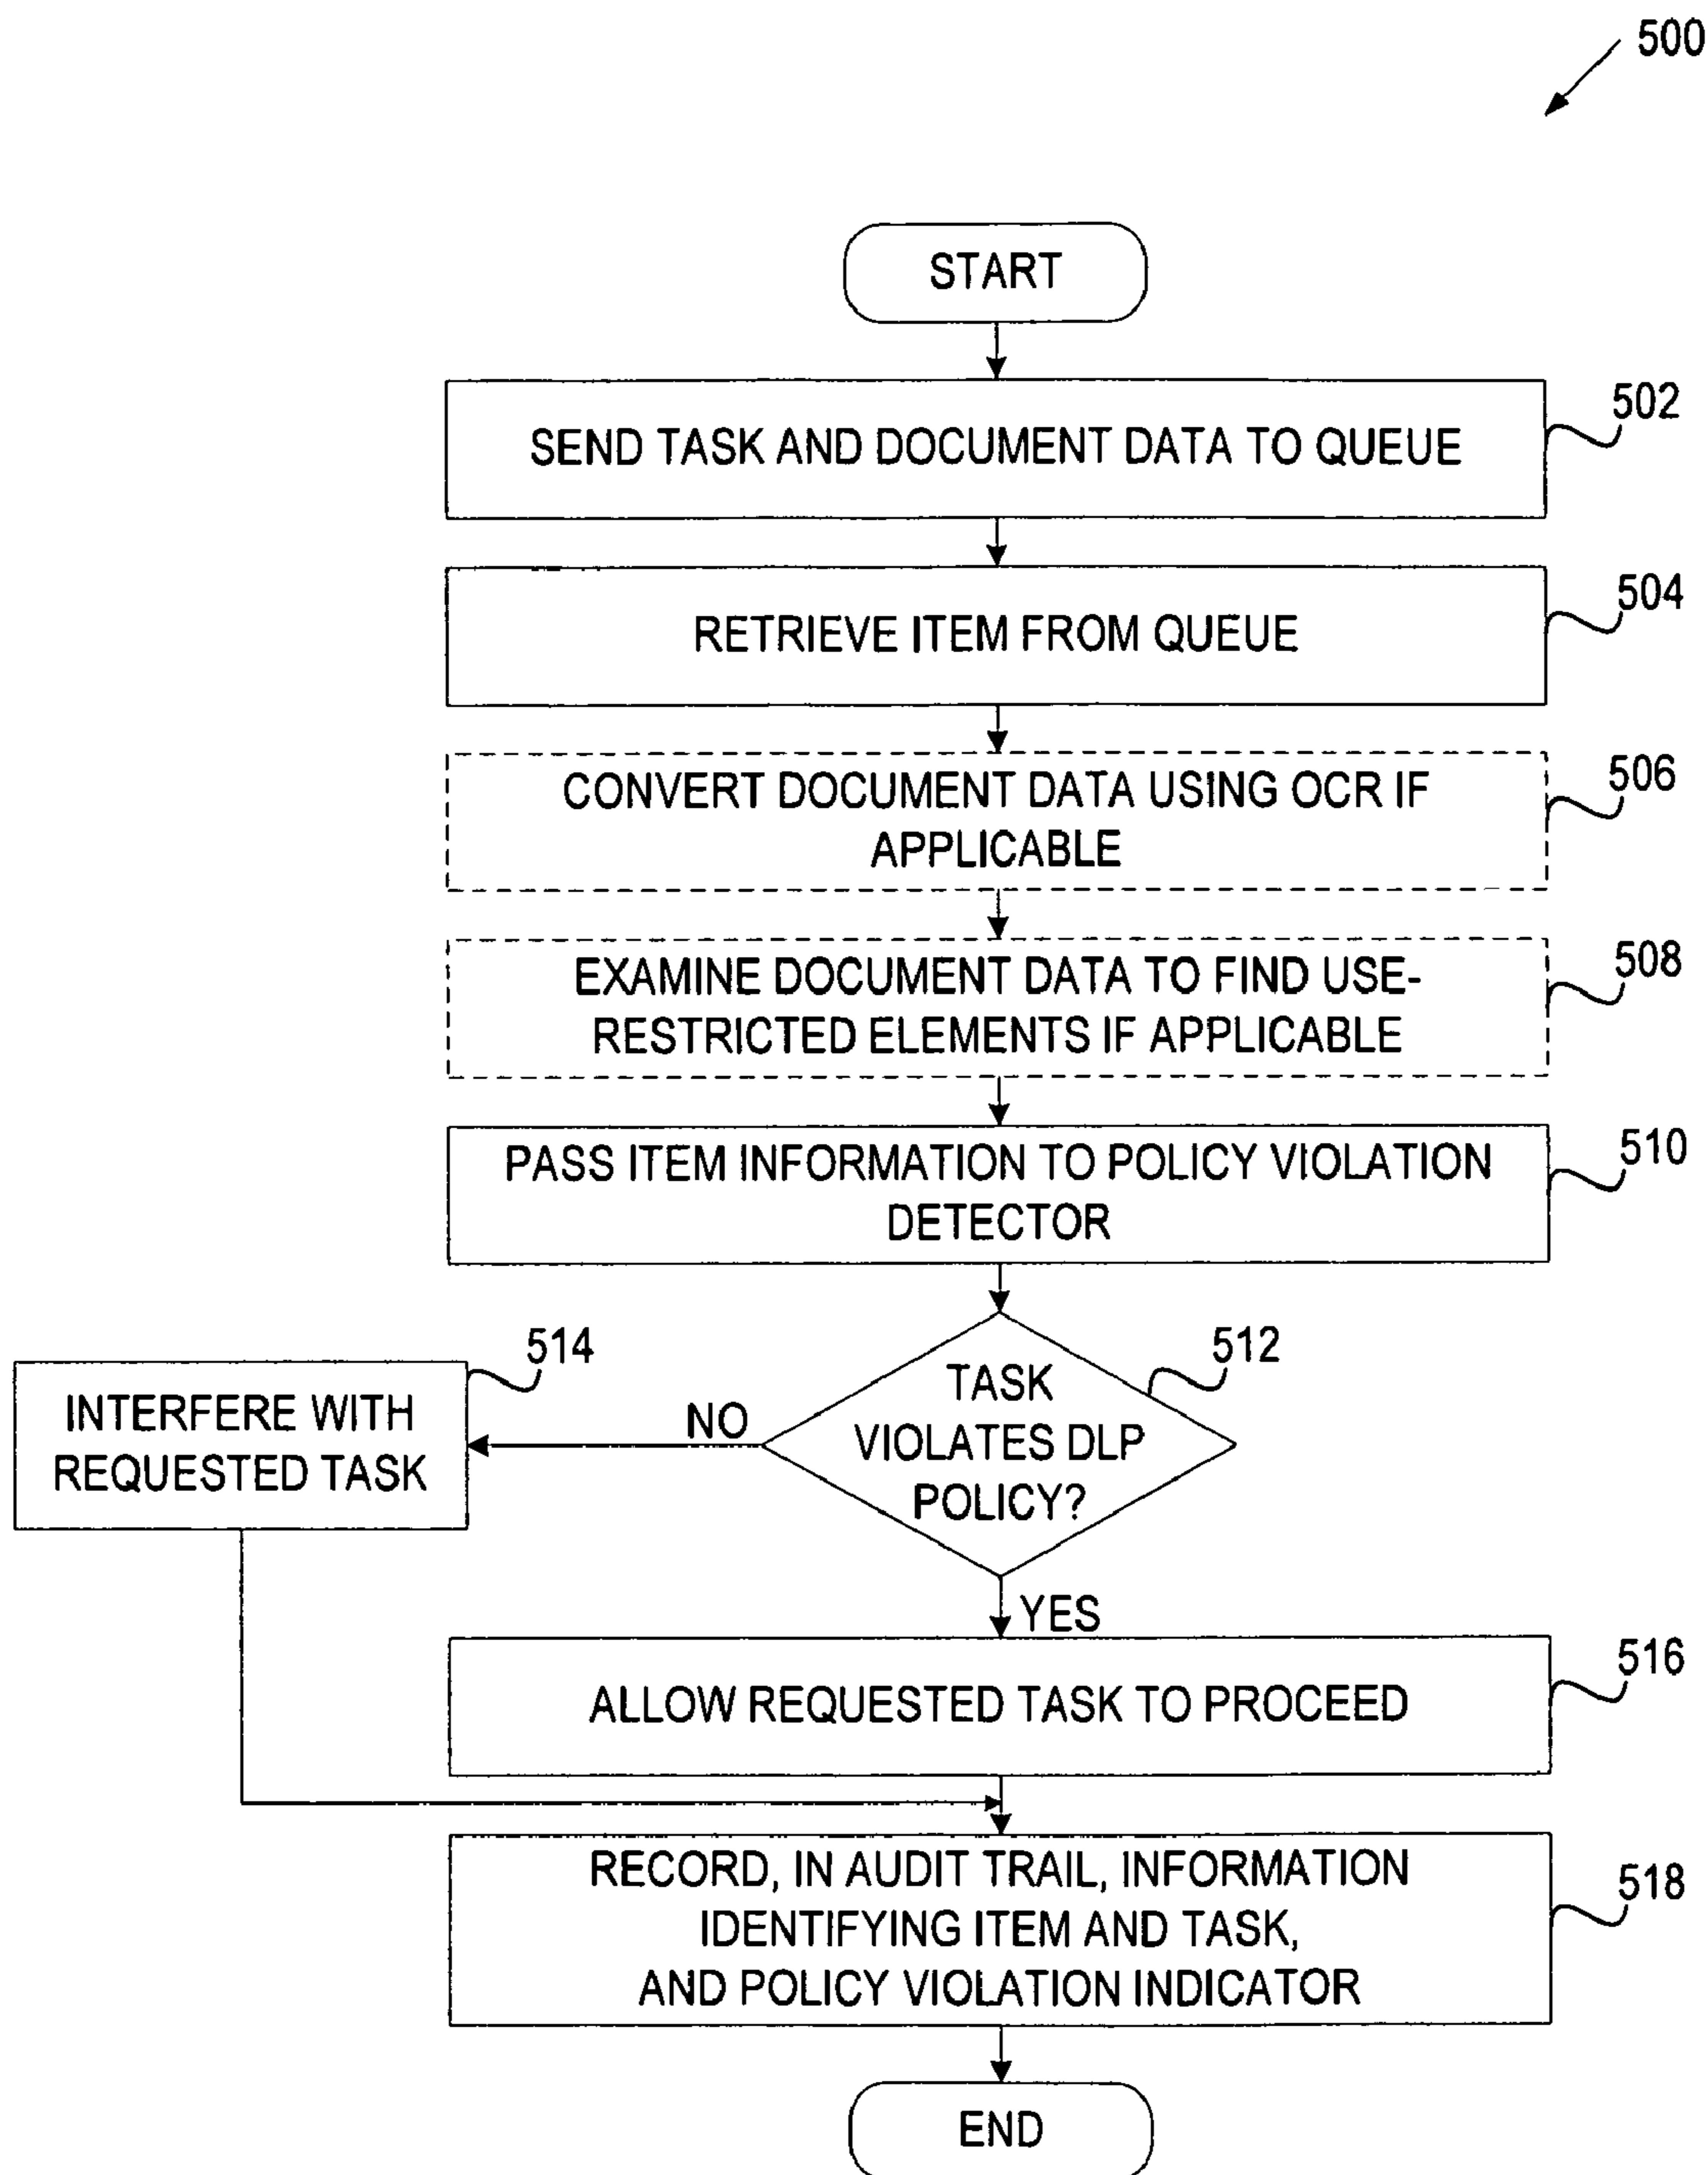 500
START
SEND TASK AND DOCUMENT DATA TO QUEUE
502
RETRIEVE ITEM FROM QUEUE
504
CONVERT DOCUMENT DATA USING OCR IF
APPLICABLE
506
EXAMINE DOCUMENT DATA TO FIND USE-
RESTRICTED ELEMENTS IF APPLICABLE
508
PASS ITEM INFORMATION TO POLICY VIOLATION
DETECTOR
510
TASK
VIOLATES DLP
POLICY?
512
NO
INTERFERE WITH
REQUESTED TASK
514
YES
ALLOW REQUESTED TASK TO PROCEED
516
RECORD, IN AUDIT TRAIL, INFORMATION
IDENTIFYING ITEM AND TASK,
AND POLICY VIOLATION INDICATOR
518
END